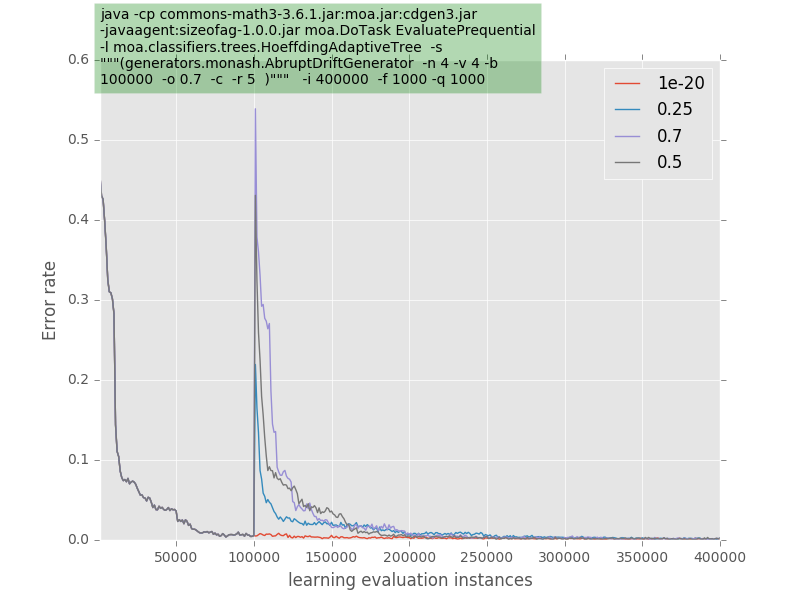 java -cp commons-math3-3.6.1.jar:moa.jar:cdgen3.jar
-javaagent:sizeofag-1.0.0.jar moa.DoTask EvaluatePrequential
-l moa.classifiers.trees.HoeffdingAdaptiveTree -s
"""(generators.monash.AbruptDriftGenerator -n 4 -v 4 -b
100000 -o 0.7 -c -r 5 )""" -i 400000 -f 1000 -q 1000
0.6
0.5
0.4
0.3
0.2
0.1
0.0
Error rate
1e-20
0.25
0.7
0.5
50000 100000 150000 200000 250000 300000 350000 400000
learning evaluation instances